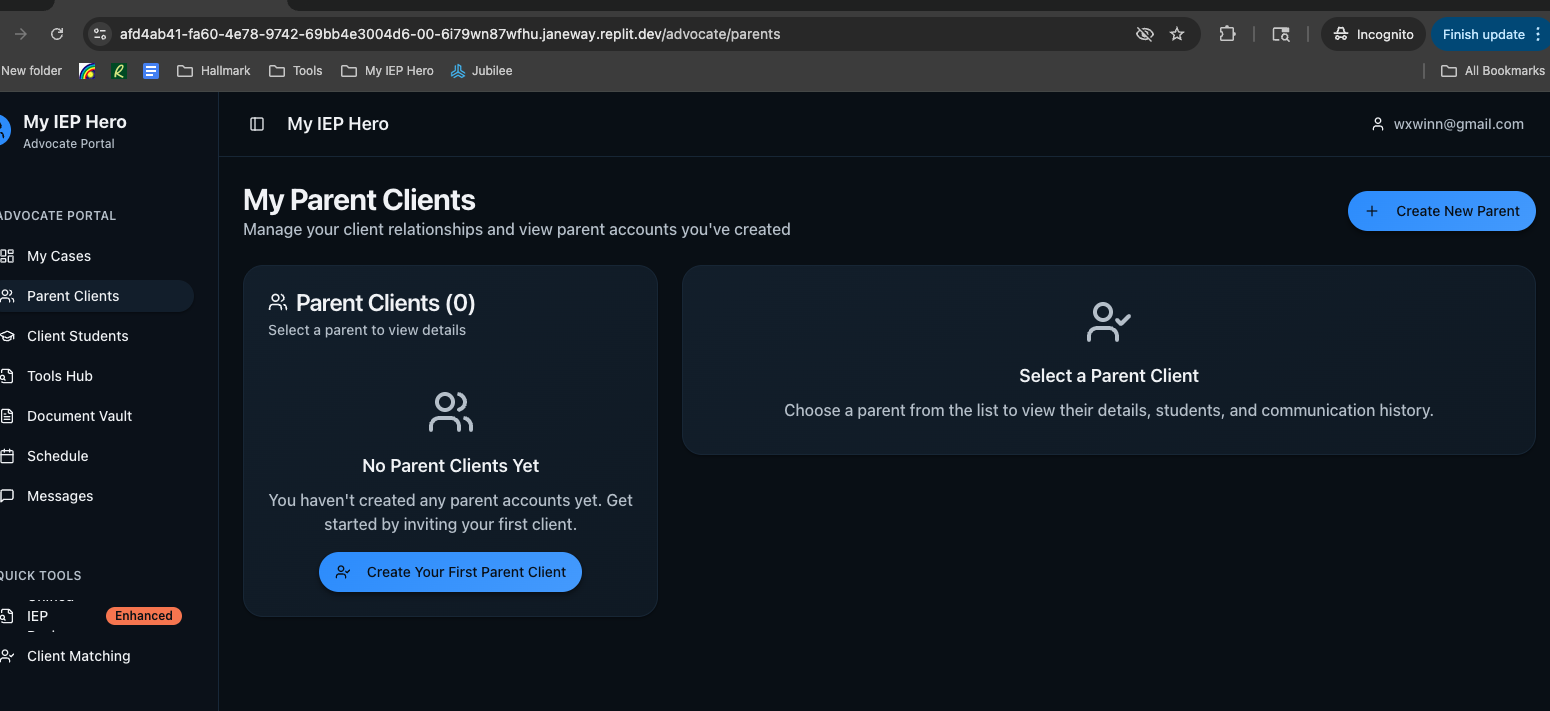 afd4ab41-fa60-4e78-9742-69bb4e3004d6-00-6i79wn87wfhu.janeway.replit.dev/advocate/parents
Incognito
Finish update
New folder
Hallmark
Tools
My IEP Hero
Jubilee
All Bookmarks
My IEP Hero
Advocate Portal
My IEP Hero
wxwinn@gmail.com
ADVOCATE PORTAL
My Cases
Parent Clients
Client Students
Tools Hub
Document Vault
Schedule
Messages
QUICK TOOLS
IEP
Enhanced
Client Matching
My Parent Clients
Manage your client relationships and view parent accounts you've created
Create New Parent
Parent Clients (0)
Select a parent to view details
No Parent Clients Yet
You haven't created any parent accounts yet. Get
started by inviting your first client.
Create Your First Parent Client
Select a Parent Client
Choose a parent from the list to view their details, students, and communication history.